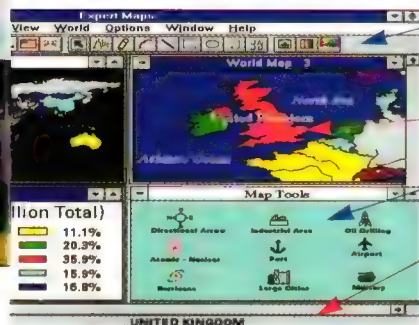 Expert Maps
View World Options Window Help
World Map 3
North Sea
United Kingdom
Atlantic Ocean
llion Total)
11.1%
20.3%
35.9%
15.9%
16.8%
Map Tools
Directional Arrow Industrial Area Oil Drilling
Atomic - Nuclear Port Airport
Hurricane Large Cities Military
UNITED KINGDOM